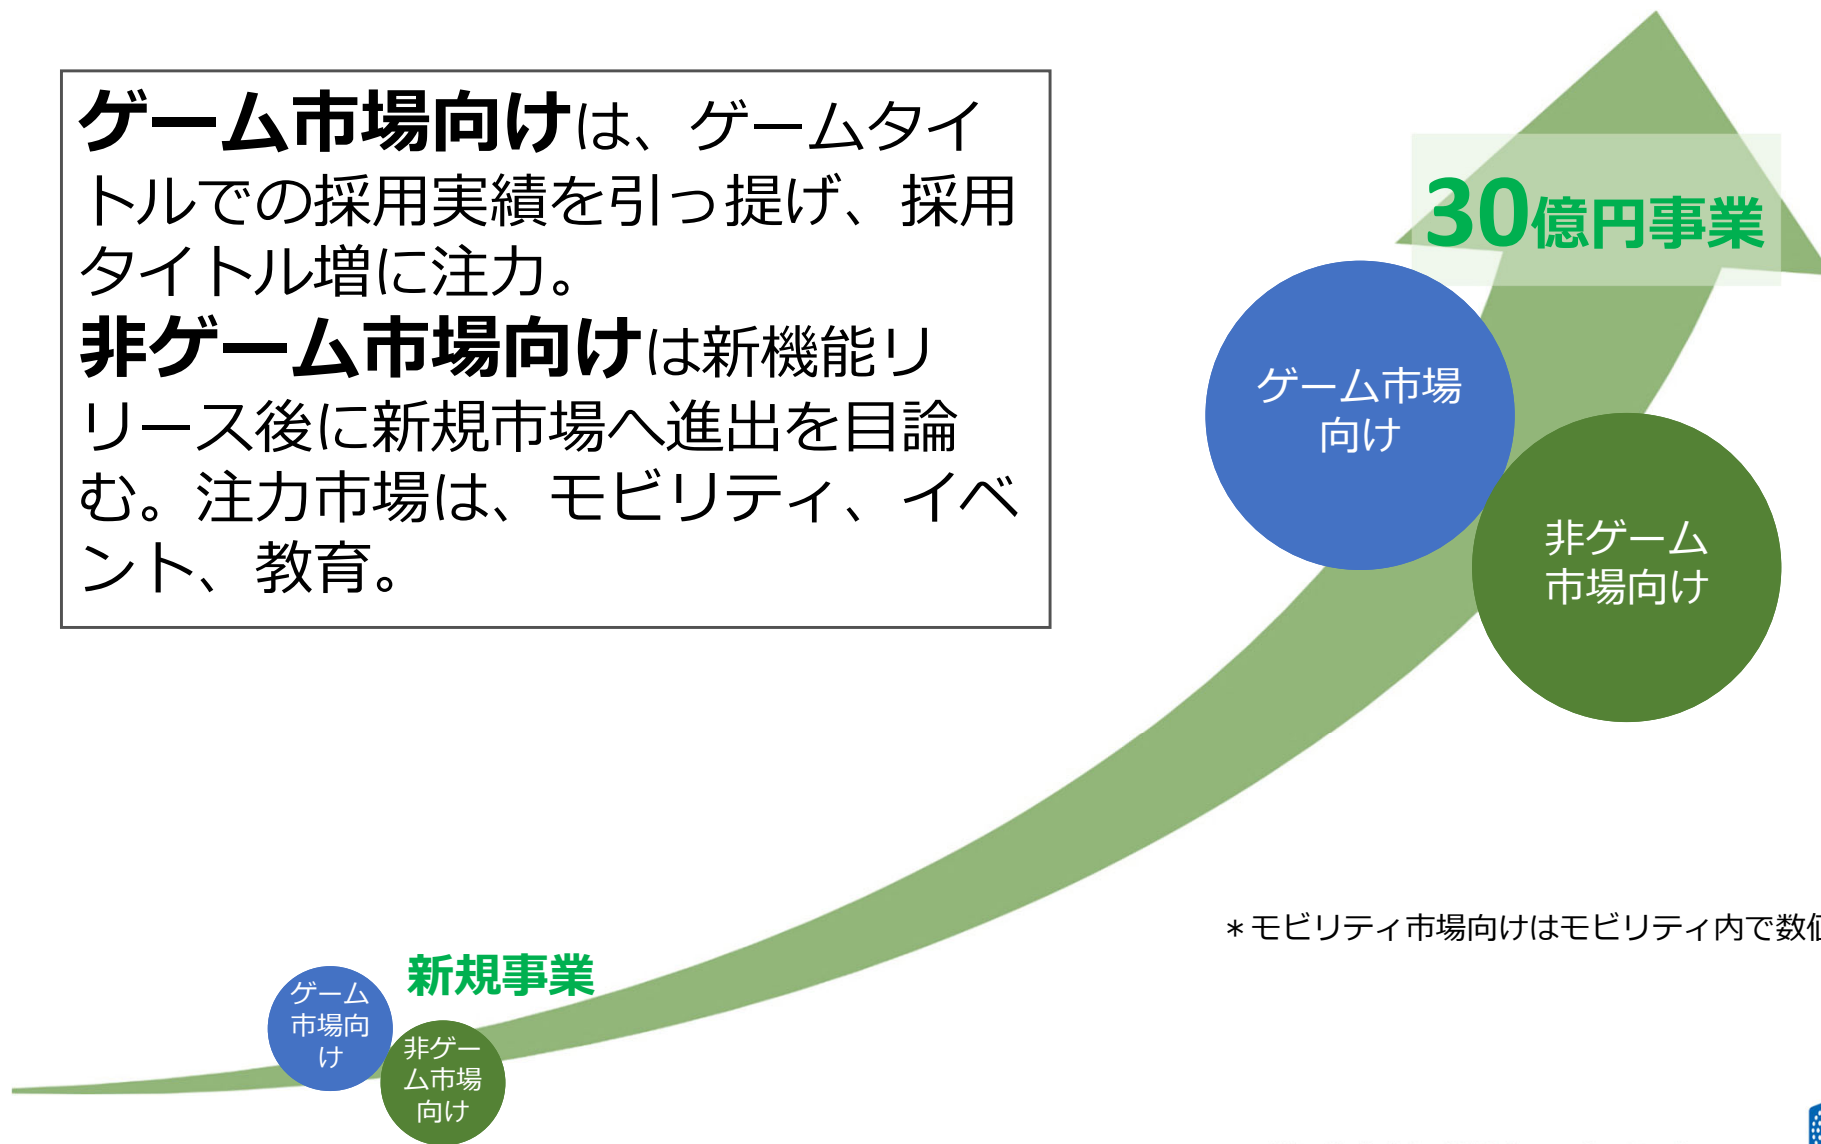 ゲーム市場向けは、ゲームタイ
トルでの採用実績を引っ提げ、採用
タイトル増に注力。
非ゲーム市場向けは新機能リ
リース後に新規市場へ進出を目論
む。注力市場は、モビリティ、イベ
ント、教育。
30億円事業
ゲーム市場
向け
非ゲーム
市場向け
＊モビリティ市場向けはモビリティ内で数
新規事業
ゲーム
市場向
け
非ゲー
ム市場
向け